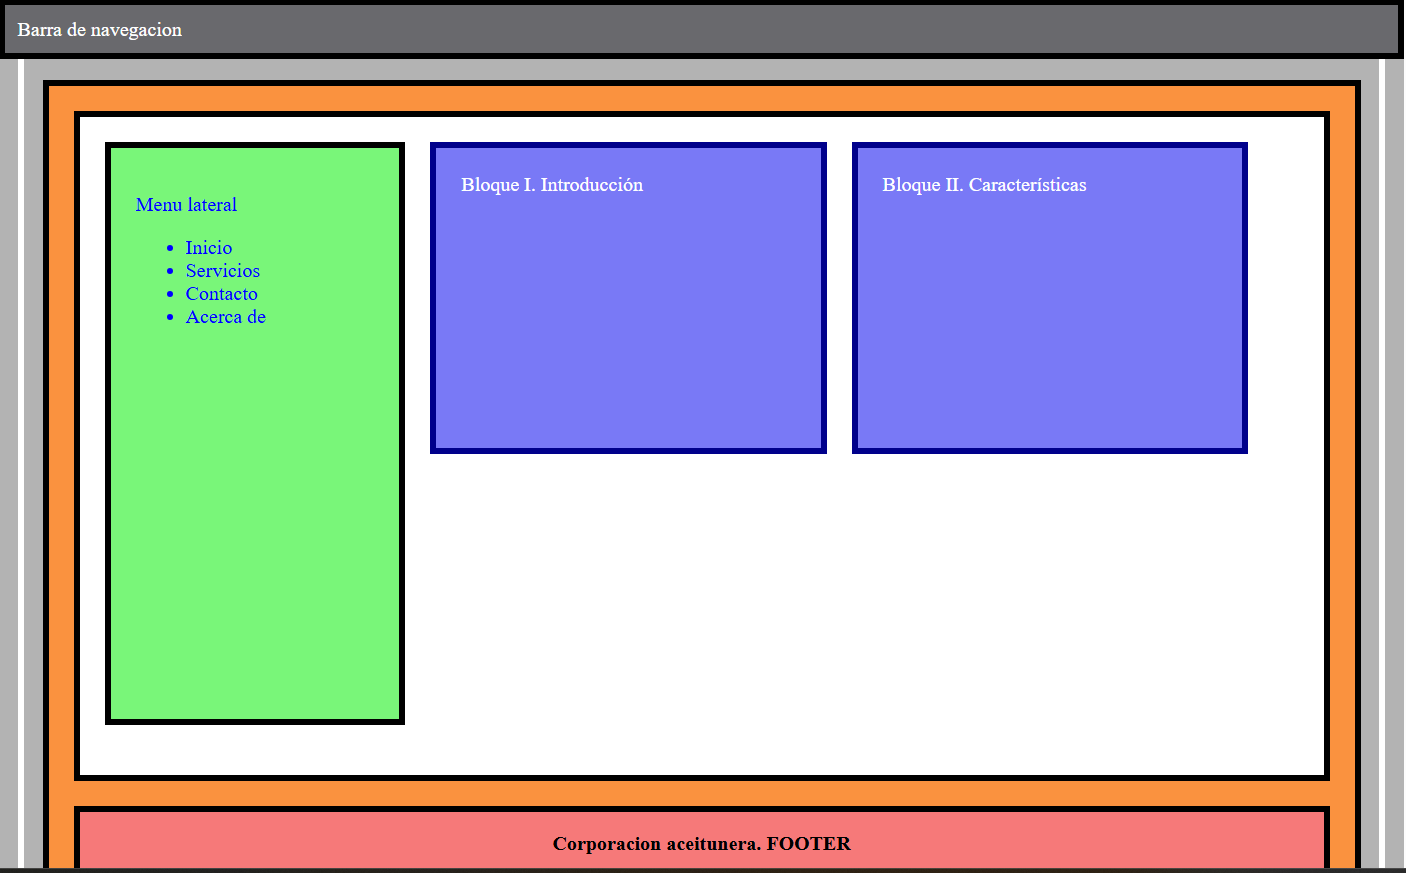 Barra de navegacion
Menu lateral
Inicio
Servicios
Contacto
Acerca de
Bloque I. Introducción
Bloque II. Características
Corporacion aceitunera. FOOTER